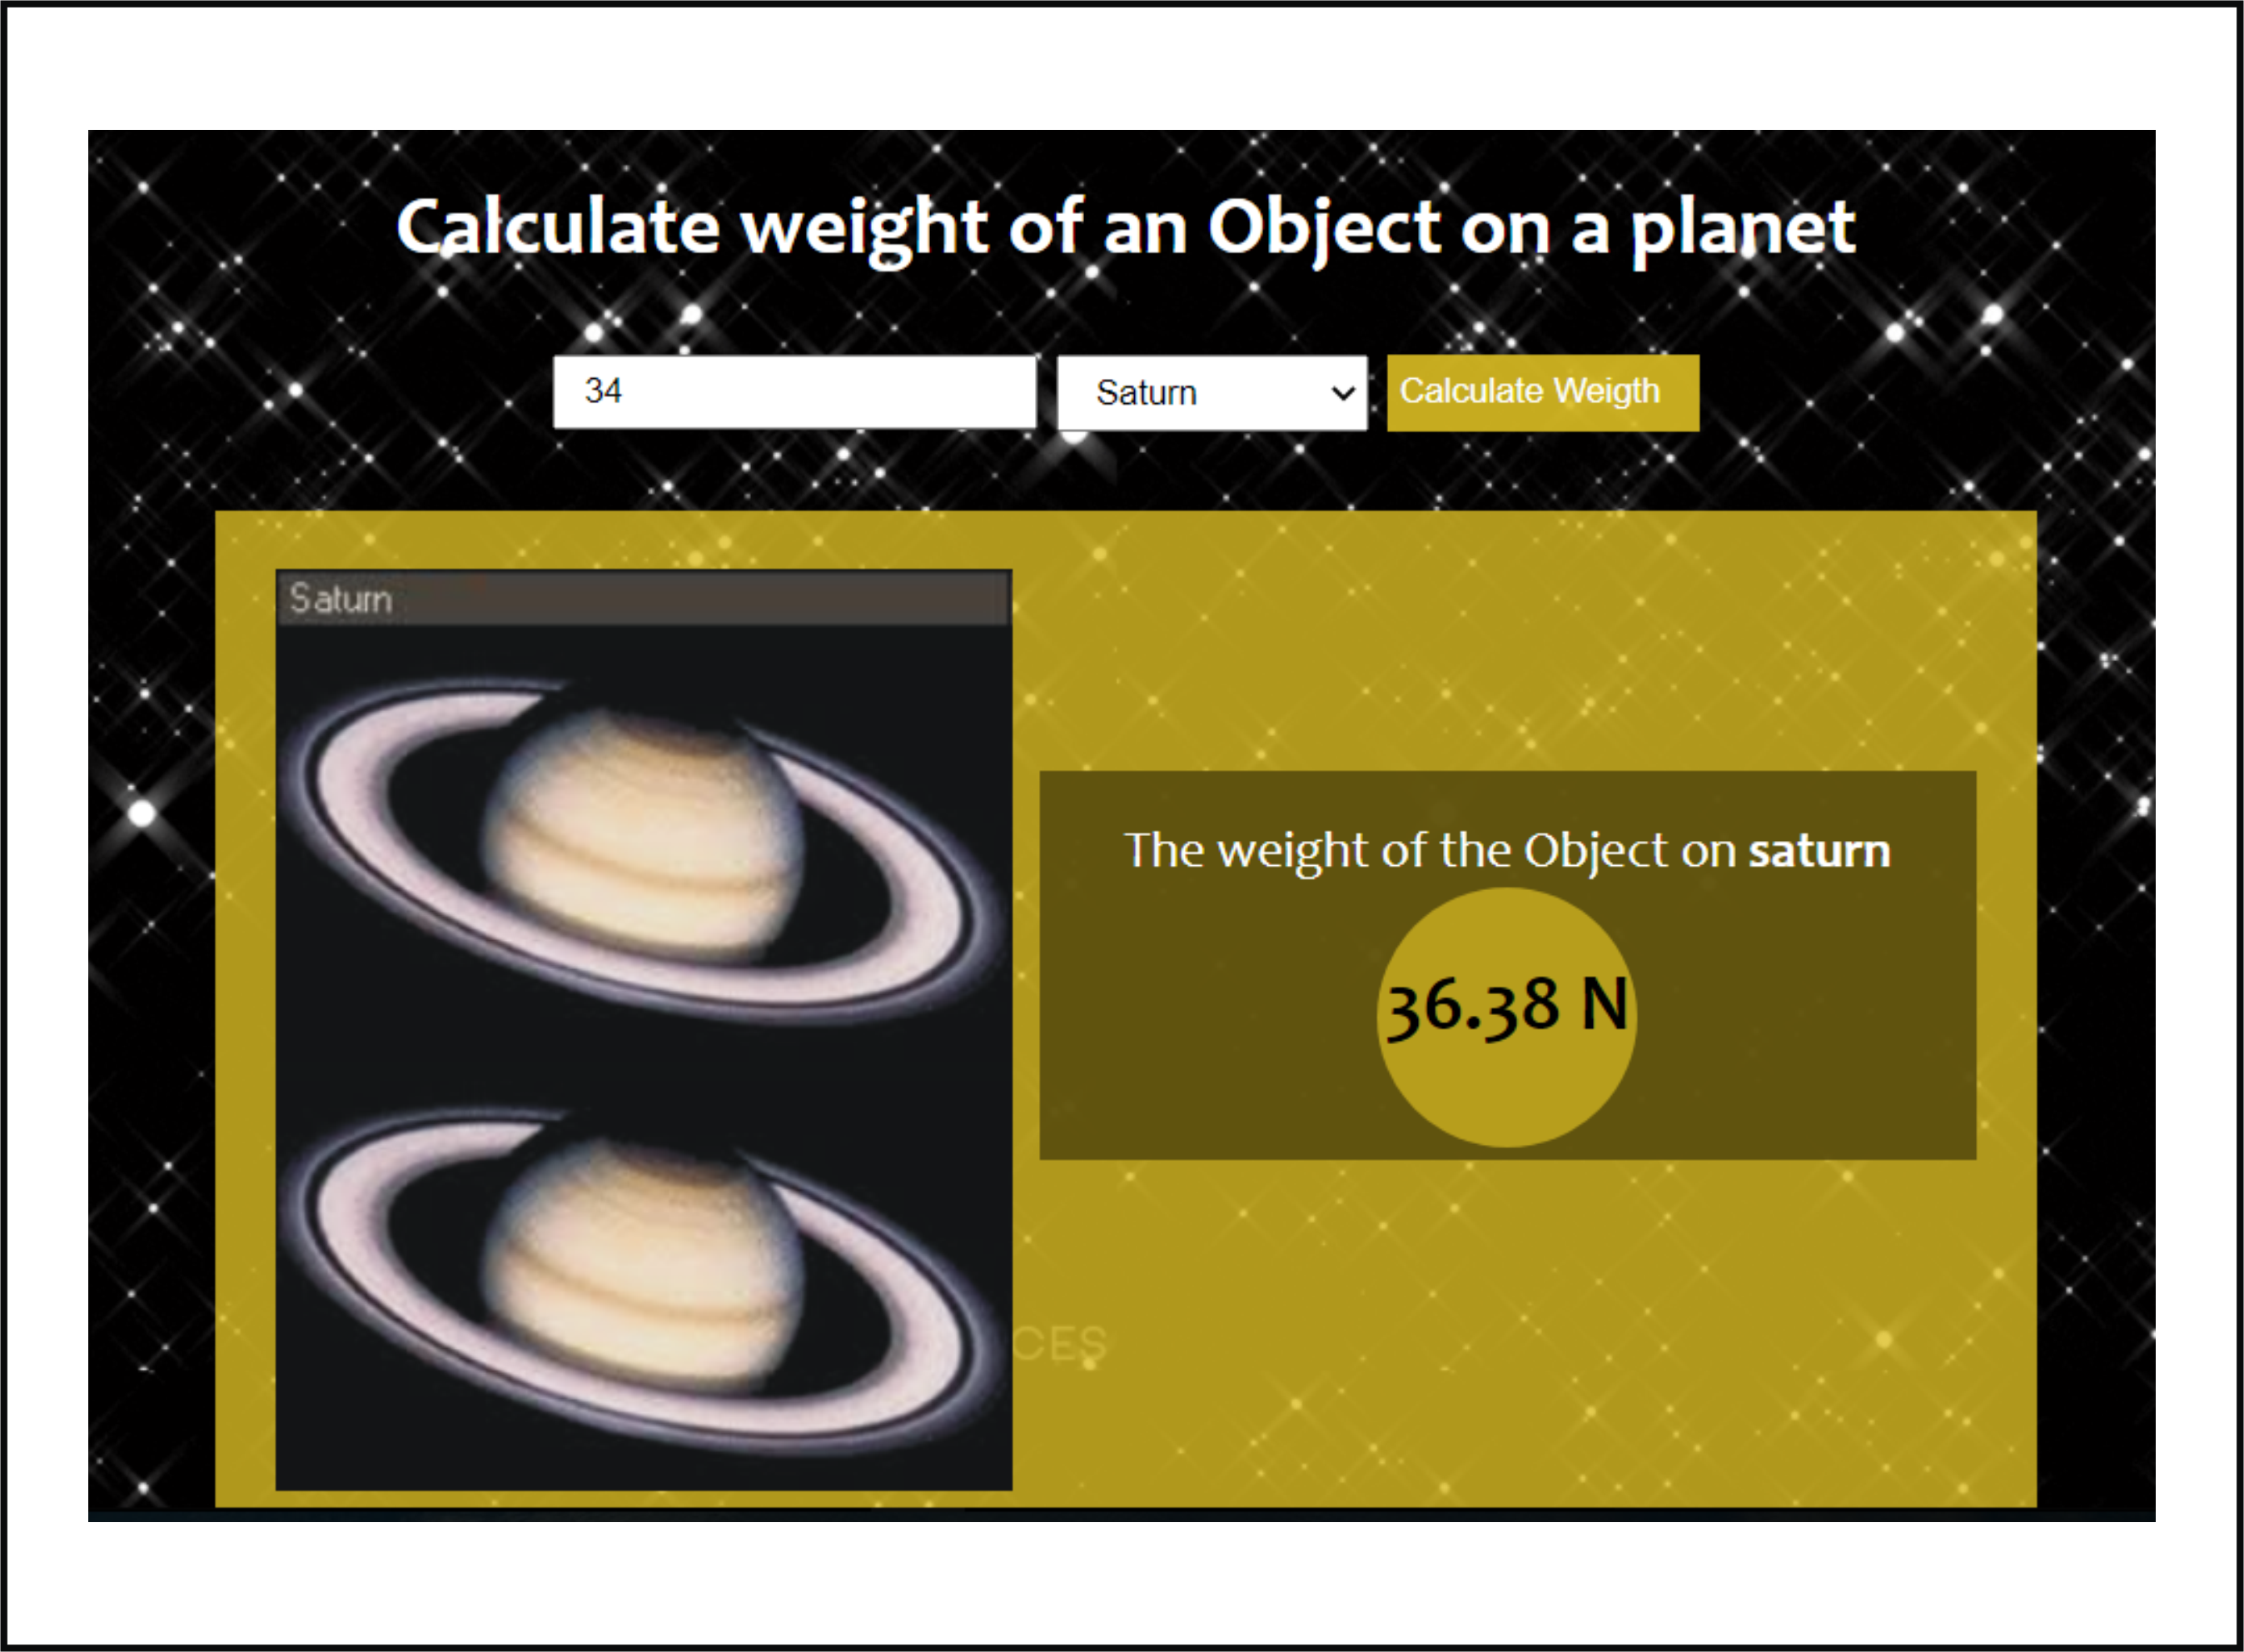 Calculate weight of an Object on a planet
34 Saturn Calculate Weigth
Saturn
The weight of the Object on saturn
36.38 N
CES